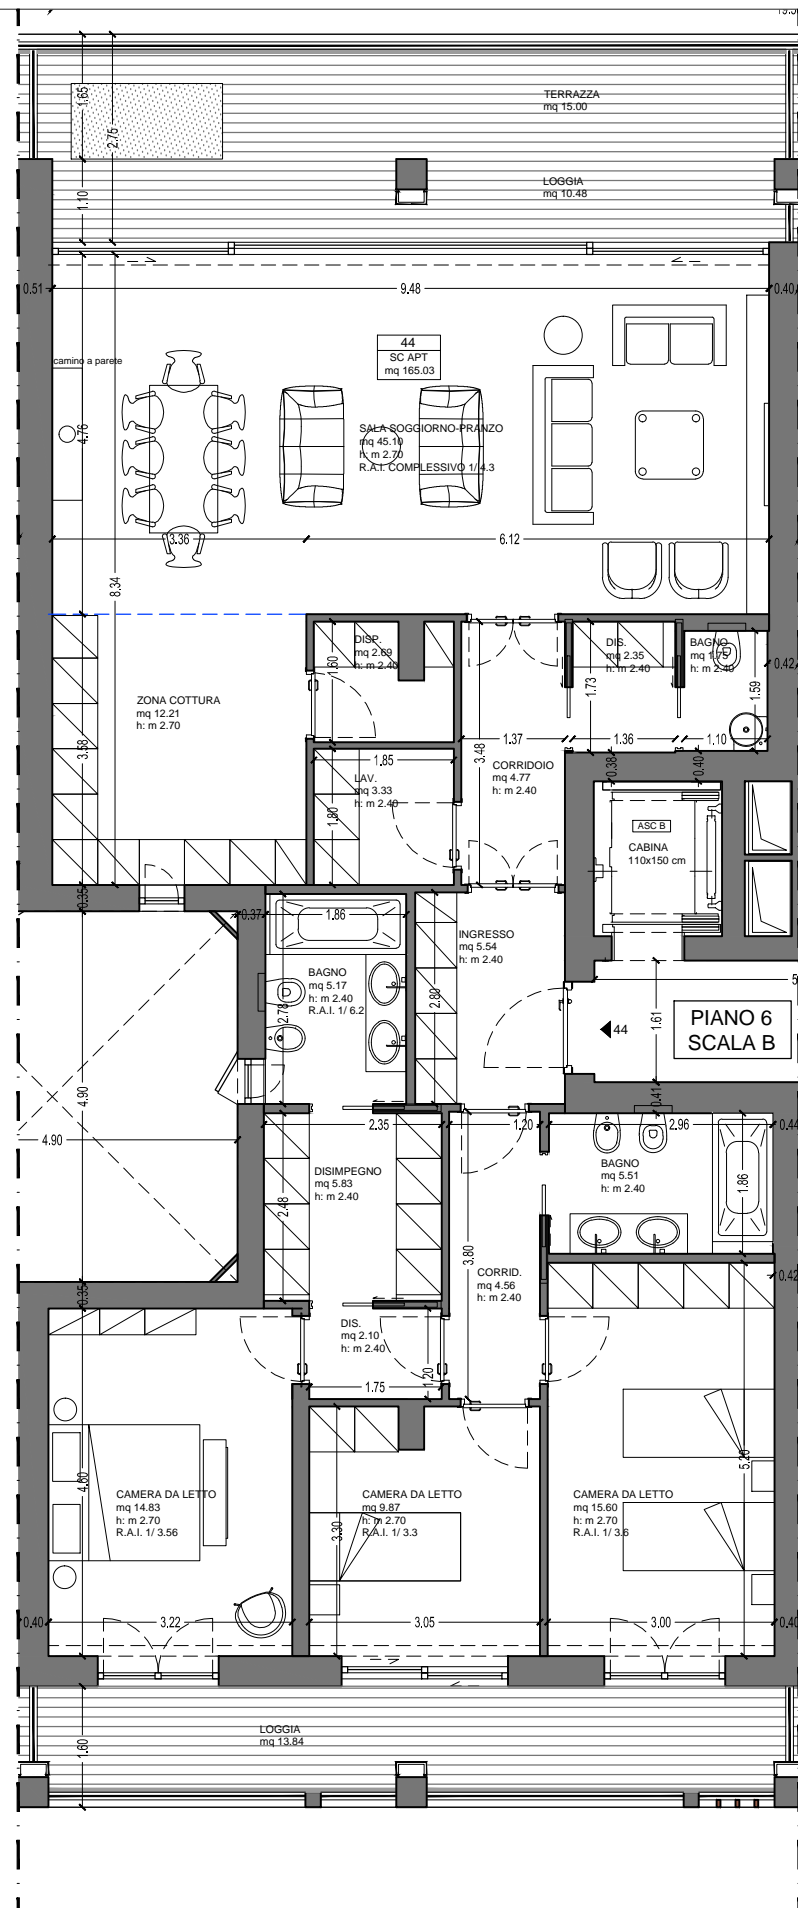 TERRAZZA
mq 15.00
1.65
2.75
LOGGIA
mq 10.48
1.10
0.51
9.48
0.40
44
SC APT
mq 165.03
camino a parete
4.76
SALA SOGGIORNO-PRANZO
mq 45.10
h: m 2.70
R.A.I. COMPLESSIVO 1/ 4.3
3.36
6.12
8.34
DISP.
mq 2.69
h: m 2.40
1.60
DIS.
mq 2.35
h: m 2.40
BAGNO
mq 1.75
h: m 2.40
0.42
1.73
1.59
ZONA COTTURA
mq 12.21
h: m 2.70
3.58
3.48
1.37
1.36
1.10
1.85
LAV.
mq 3.33
h: m 2.40
1.80
CORRIDOIO
mq 4.77
h: m 2.40
0.38
0.40
ASC B
CABINA
110x150 cm
0.35
0.37
1.86
INGRESSO
mq 5.54
h: m 2.40
BAGNO
mq 5.17
h: m 2.40
R.A.I. 1/ 6.2
2.78
2.80
5
44
1.61
PIANO 6
SCALA B
4.90
4.90
0.41
2.35
1.20
2.96
0.44
DISIMPEGNO
mq 5.83
h: m 2.40
2.48
BAGNO
mq 5.51
h: m 2.40
1.86
3.80
CORRID.
mq 4.56
h: m 2.40
0.42
0.35
DIS.
mq 2.10
h: m 2.40
1.20
1.75
5.20
4.60
CAMERA DA LETTO
mq 14.83
h: m 2.70
R.A.I. 1/ 3.56
CAMERA DA LETTO
mq 9.87
h: m 2.70
R.A.I. 1/ 3.3
3.30
CAMERA DA LETTO
mq 15.60
h: m 2.70
R.A.I. 1/ 3.6
0.40
3.22
3.05
3.00
0.40
LOGGIA
mq 13.84
1.60